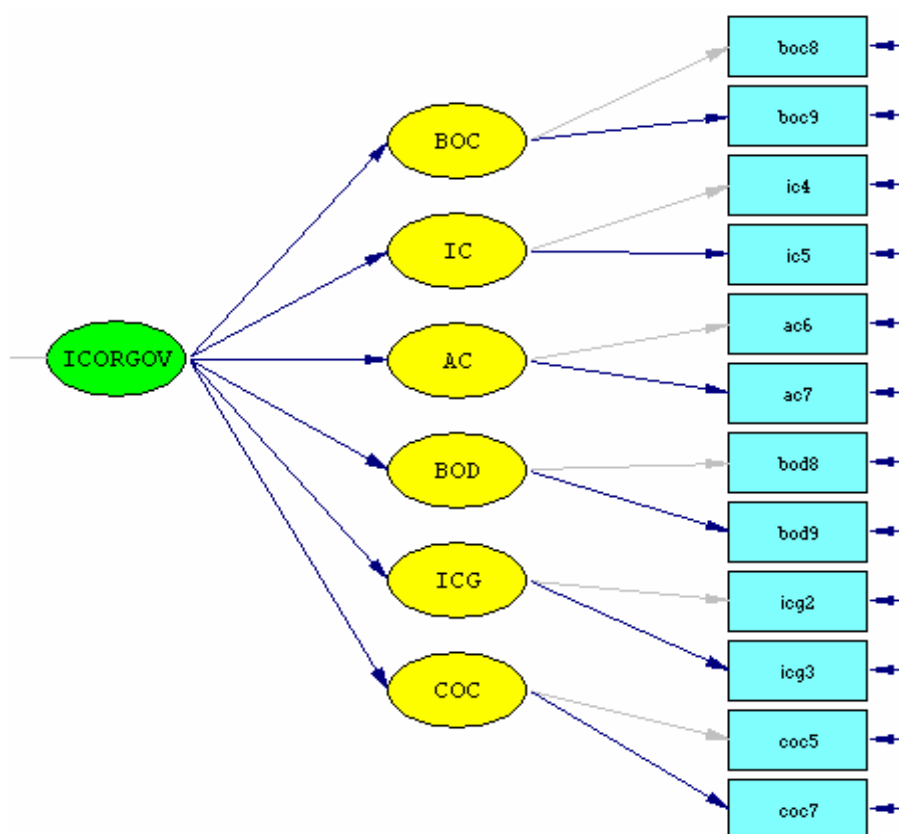 boc8
boc9
BOC
ic4
IC
ic5
ac6
ICORGOV
AC
ac7
bod8
BOD
bod9
ICG
icg2
icg3
COC
coc5
coc7